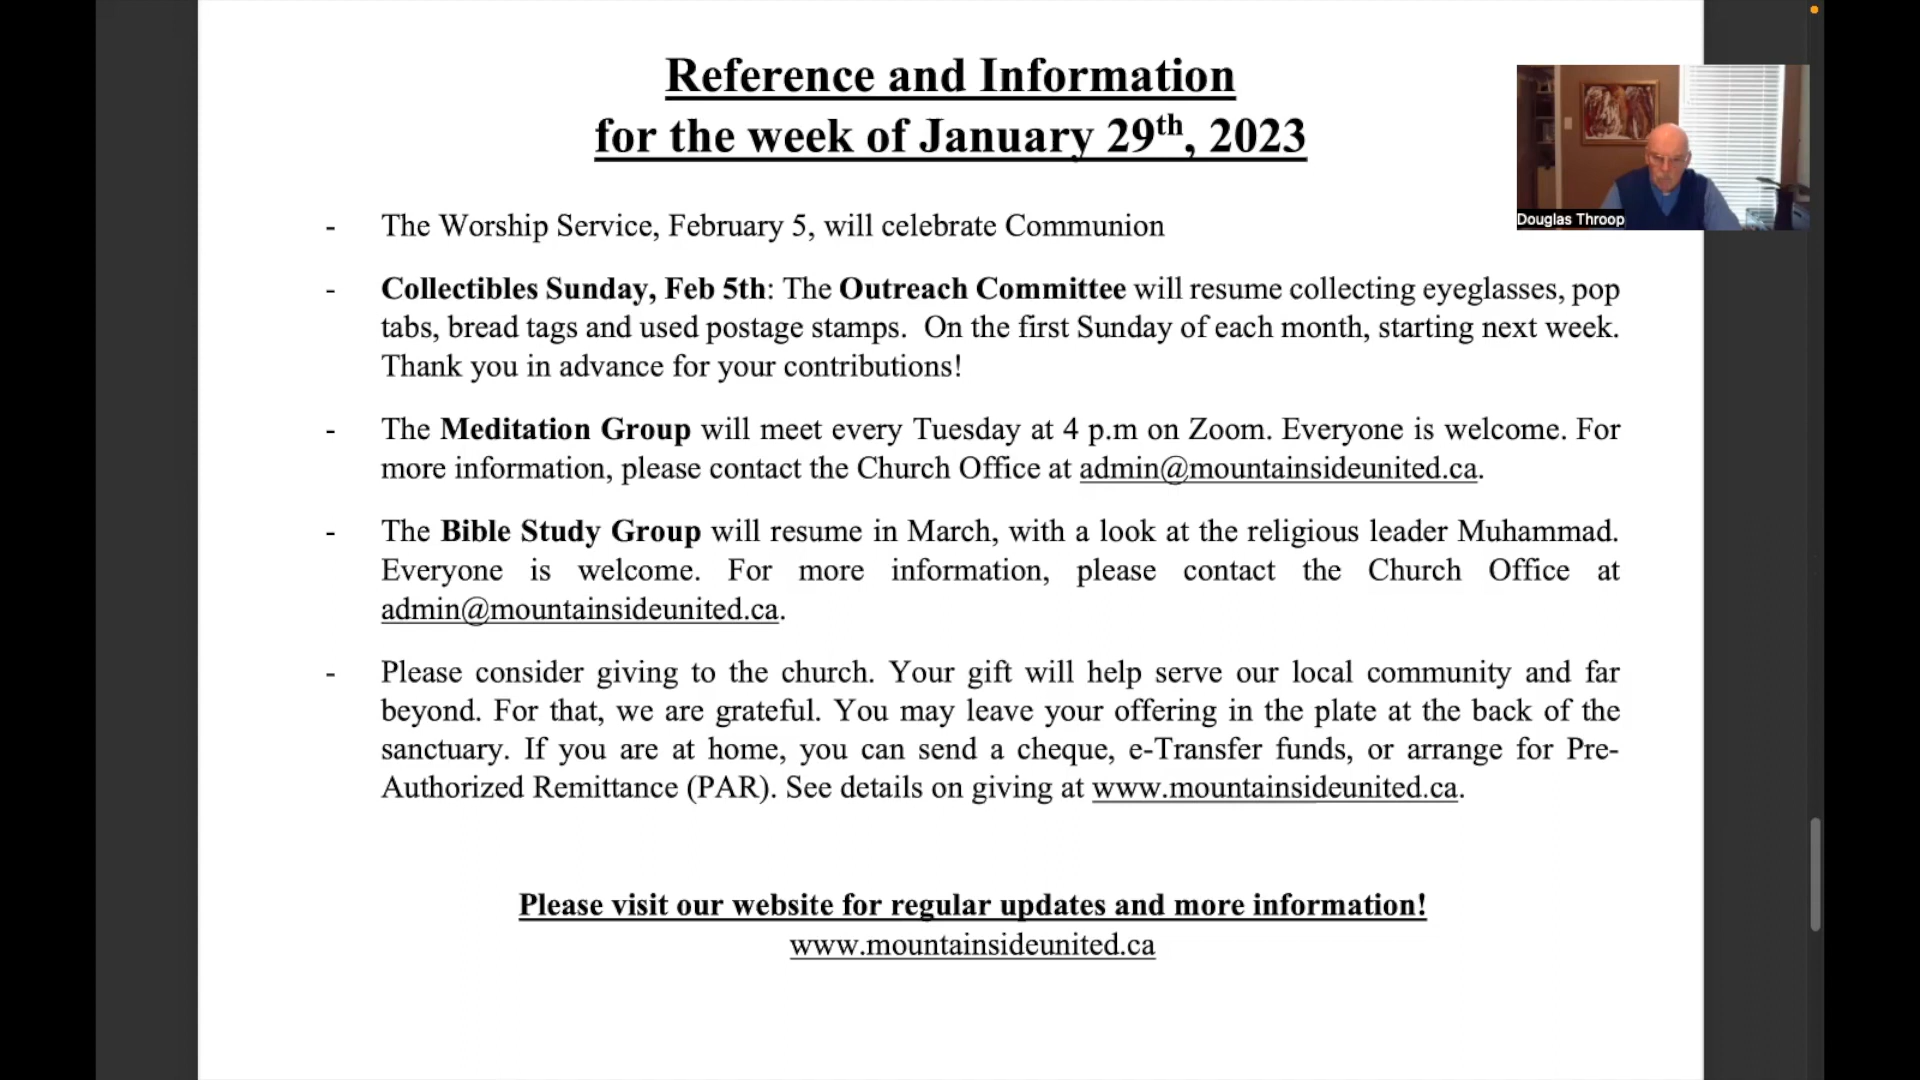 Reference and Information
for the week of January 29th, 2023
Douglas Throop
- The Worship Service, February 5, will celebrate Communion
- Collectibles Sunday, Feb 5th: The Outreach Committee will resume collecting eyeglasses, pop
tabs, bread tags and used postage stamps. On the first Sunday of each month, starting next week.
Thank you in advance for your contributions!
- The Meditation Group will meet every Tuesday at 4 p.m on Zoom. Everyone is welcome. For
more information, please contact the Church Office at admin@mountainsideunited.ca.
- The Bible Study Group will resume in March, with a look at the religious leader Muhammad.
Everyone is welcome. For more information, please contact the Church Office at
admin@mountainsideunited.ca.
- Please consider giving to the church. Your gift will help serve our local community and far
beyond. For that, we are grateful. You may leave your offering in the plate at the back of the
sanctuary. If you are at home, you can send a cheque, e-Transfer funds, or arrange for Pre-
Authorized Remittance (PAR). See details on giving at www.mountainsideunited.ca.
Please visit our website for regular updates and more information!
www.mountainsideunited.ca